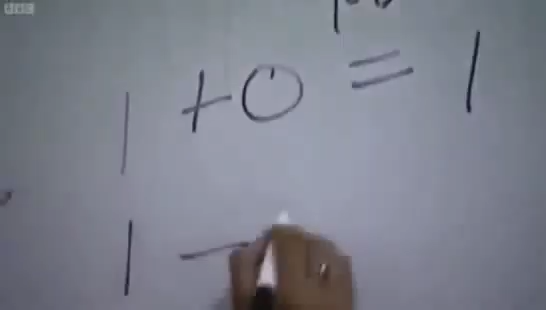 BBC
1 + 0 = 1
1 -